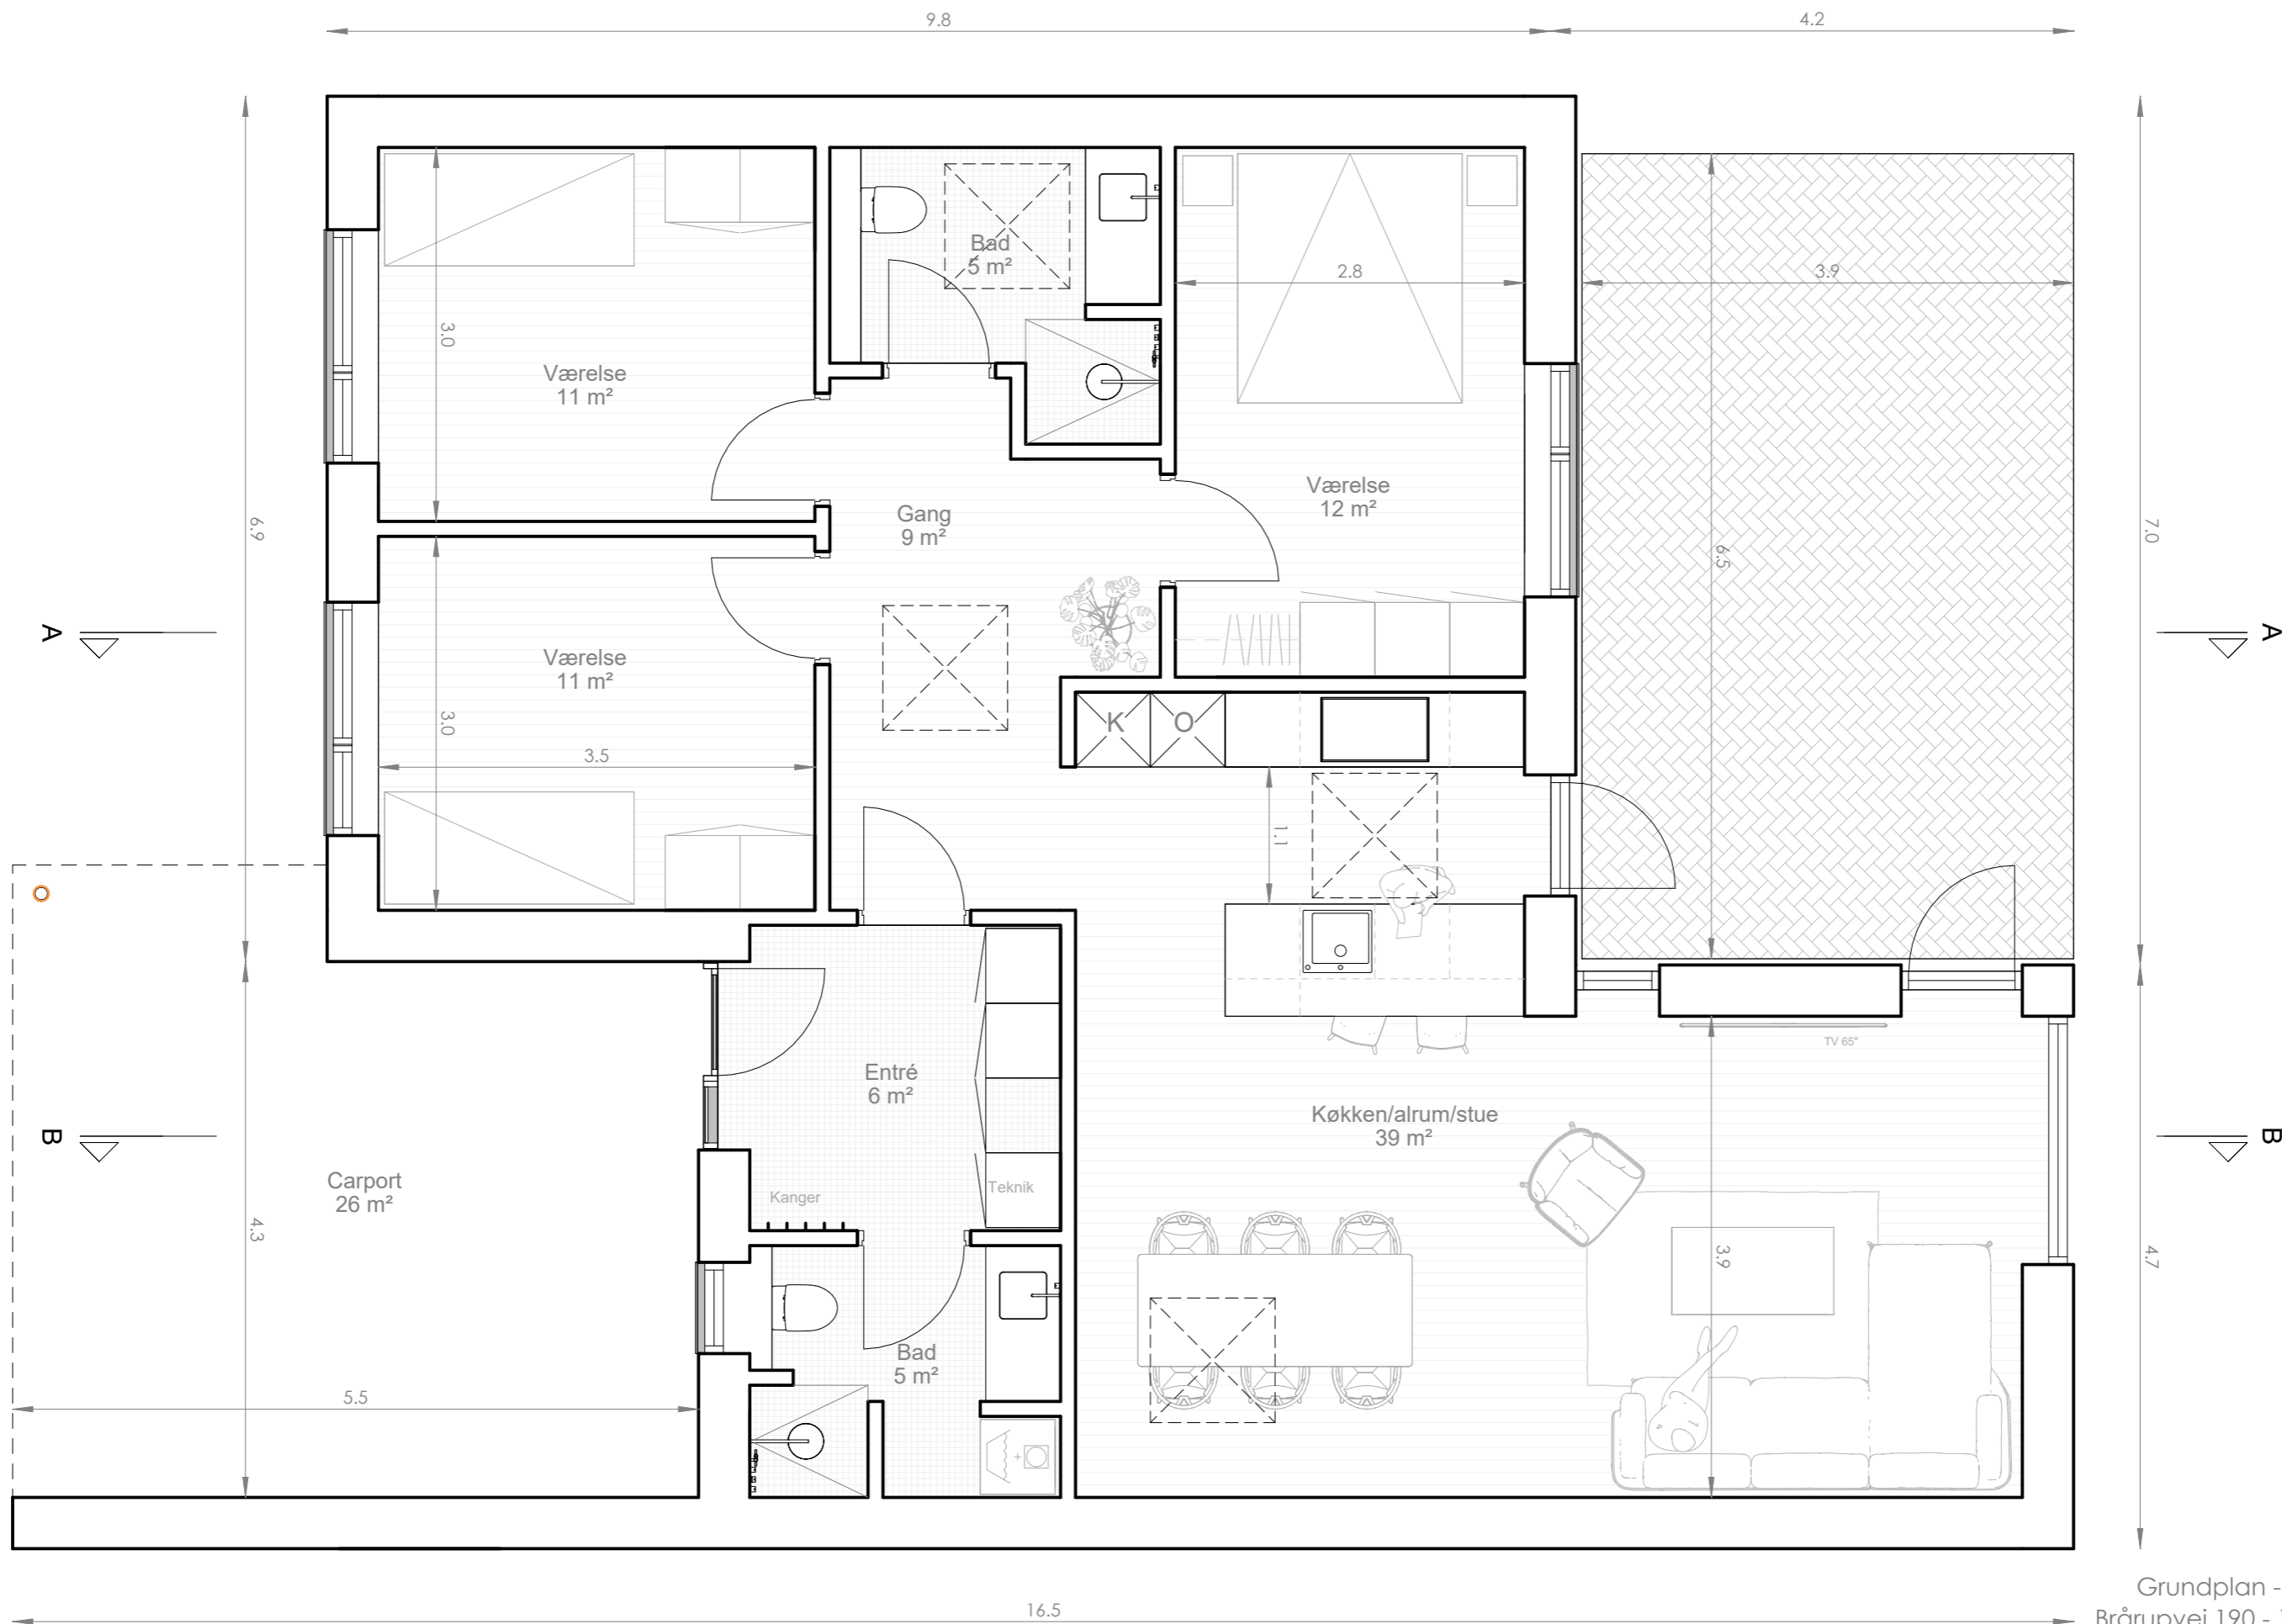 9.8
4.2
Bad
5 m²
2.8
3.9
3.0
Værelse
11 m²
Værelse
12 m²
Gang
9 m²
6.9
6.5
7.0
A
A
Værelse
11 m²
3.0
3.5
K
O
1.1
TV 65"
Entré
6 m²
Køkken/alrum/stue
39 m²
B
B
Carport
26 m²
Kanger
Teknik
4.3
3.9
4.7
Bad
5 m²
5.5
Grundplan -
16.5
Brårupvej 190 -